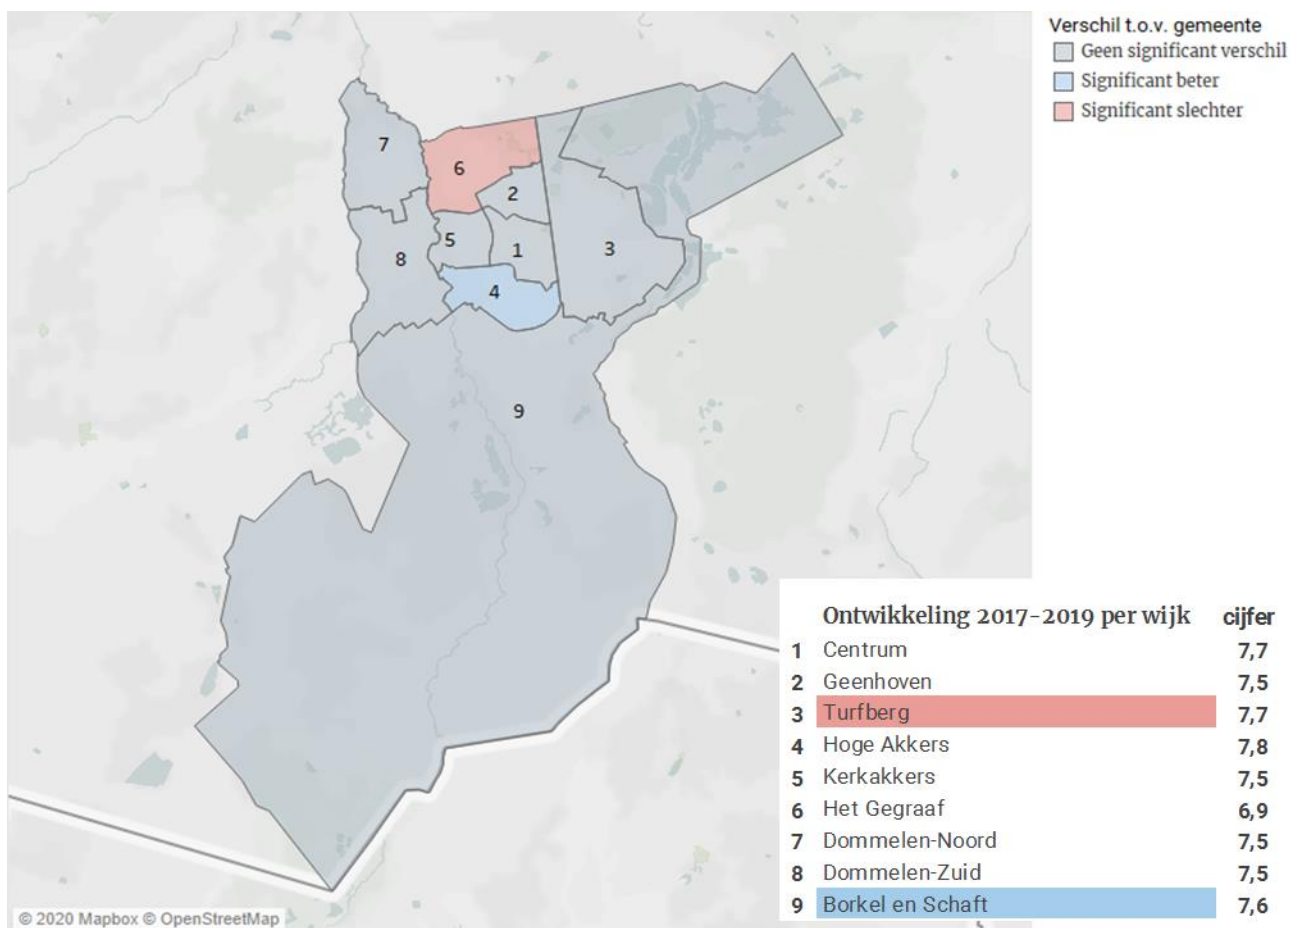 Verschil t.o.v. gemeente
Geen significant verschil
Significant beter
Significant slechter
7
6
2
5
1
3
8
4
9
Ontwikkeling 2017-2019 per wijk cijfer
1 Centrum 7,7
2 Geenhoven 7,5
3 Turfberg 7,7
4 Hoge Akkers 7,8
5 Kerkakkers 7,5
6 Het Gegraaf 6,9
7 Dommelen-Noord 7,5
8 Dommelen-Zuid 7,5
9 Borkel en Schaft 7,6
© 2020 Mapbox © OpenStreetMap